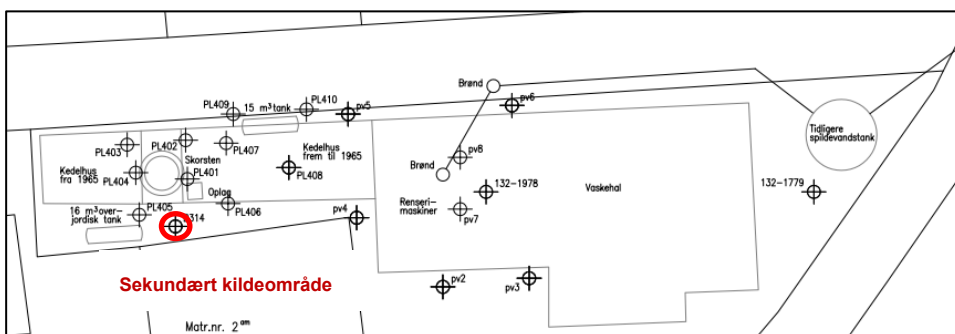 Brønd
PL409
15 m³tank
PL410
pv5
pv6
Tidligere
spildevandstank
PL403
PL402
PL407
Kedelhus
frem til 1965
pv8
Skorsten
Kedelhus
fra 1965
PL404
PL401
PL408
Brønd
132-1978
Vaskehal
132-1779
Oplag
Renseri-
maskiner
16 m³over-
jordisk tank
PL405
PL406
pv4
pv7
314
Sekundært kildeområde
pv2
pv3
Matr.nr. 2ᵃᵐ